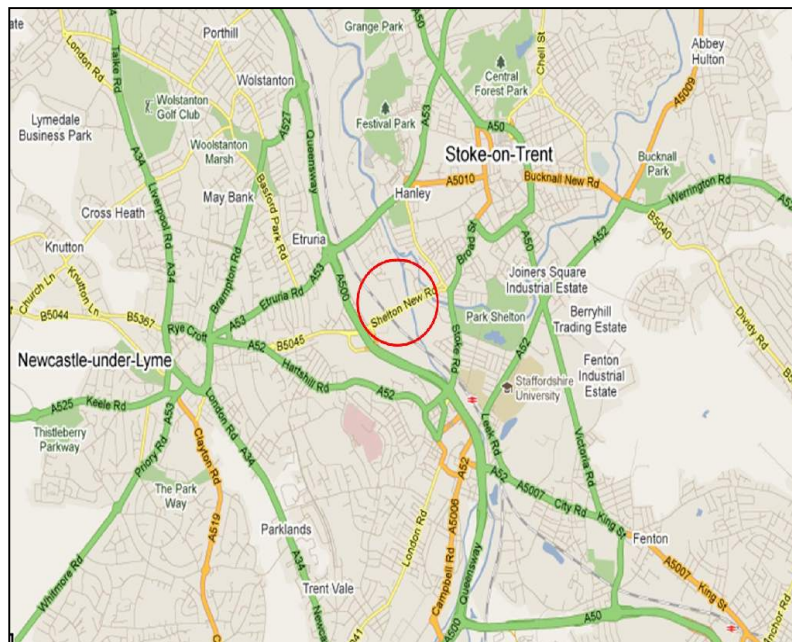 Grange Park
A50
Porthill
London Rd
Talke Rd
Chell St
Abbey
Hulton
Wolstanton
Central
Forest Park
A53
A5009
Wolstanton
Golf Club
Festival Park
Lymedale
Business Park
A527
A50
Woolstanton
Marsh
Queensway
Stoke-on-Trent
A34
Bucknall
Park
A5010
Bucknall New Rd
Hanley
Werrington Rd
A52
May Bank
Basford Park Rd
Liverpool Rd
Cross Heath
Broad St
A50
A52
B5040
Knutton
Etruria
A53
Brampton Rd
A34
A500
Joiners Square
Industrial Estate
Church Ln
Knutton Ln
Etruria Rd
Shelton New Rd
Berryhill
Trading Estate
Park Shelton
B5044
B5367
Rye Croft
A53
B5045
Stoke Rd
A52
Dividy Rd
Newcastle-under-Lyme
A52
Hartshill Rd
Fenton
Industrial
Estate
Staffordshire
University
A52
A525
Keele Rd
A53
London Rd
Leek Rd
Thistleberry
Parkway
Priory Rd
Clayton Rd
A34
Victoria Rd
A52
A52
A5007
City Rd
King St
The Park
Way
A519
A5006
London Rd
Parklands
Fenton
Campbell Rd
Queensway
A5007
King St
Whitmore Rd
A34
Trent Vale
A50
A500